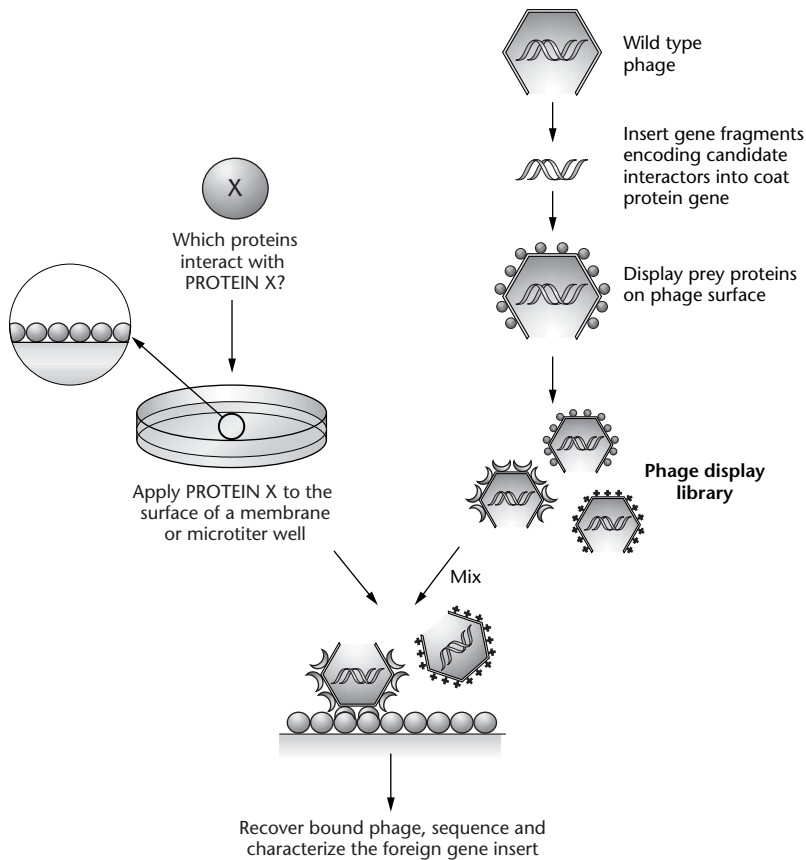 Wild type
phage
Insert gene fragments
encoding candidate
interactors into coat
protein gene
X
Which proteins
interact with
PROTEIN X?
Display prey proteins
on phage surface
Phage display
library
Apply PROTEIN X to the
surface of a membrane
or microtiter well
Mix
Recover bound phage, sequence and
characterize the foreign gene insert